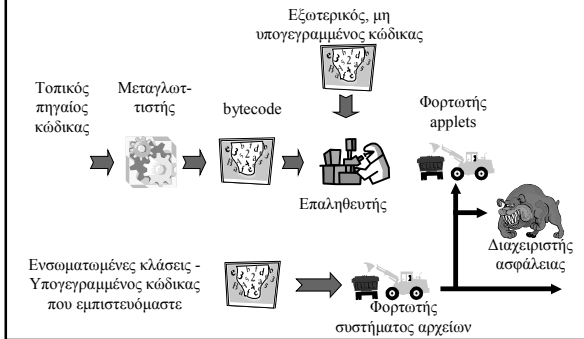 Εξωτερικός, μη
υπογεγραμμένος κώδικας
Τοπικός
πηγαίος
κώδικας
Μεταγλωτ-
τιστής
bytecode
Φορτωτής
applets
Επαληθευτής
Διαχειριστής
ασφάλειας
Ενσωματωμένες κλάσεις -
Υπογεγραμμένος κώδικας
που εμπιστευόμαστε
Φορτωτής
συστήματος αρχείων